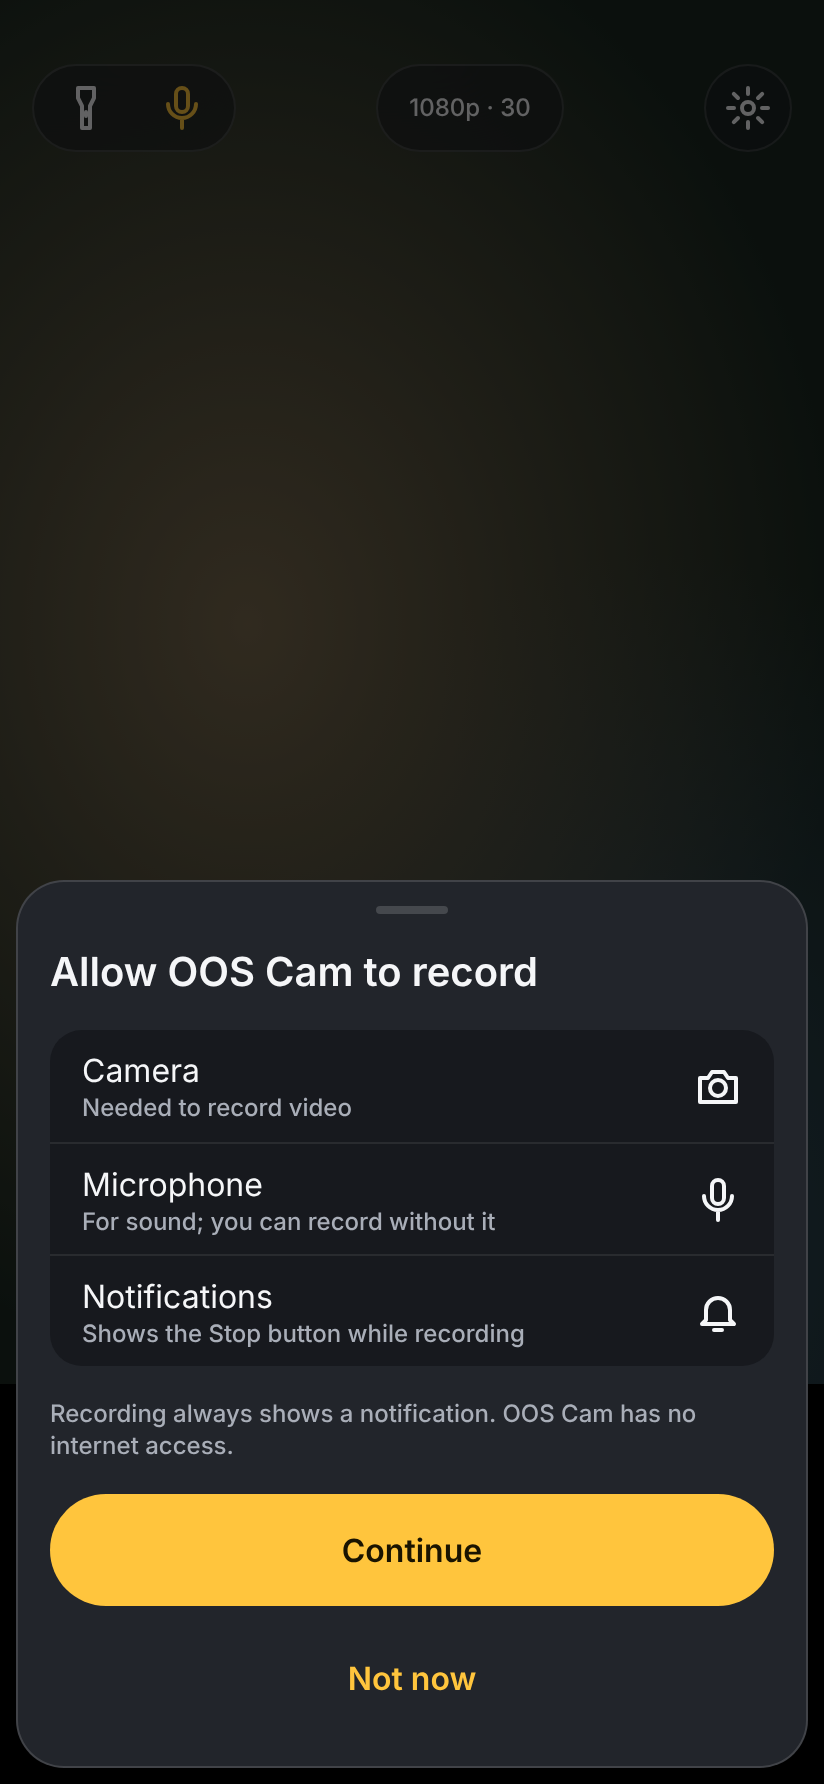 1080p · 30
Allow OOS Cam to record
Camera
Needed to record video
Microphone
For sound; you can record without it
Notifications
Shows the Stop button while recording
Recording always shows a notification. OOS Cam has no
internet access.
Continue
Not now